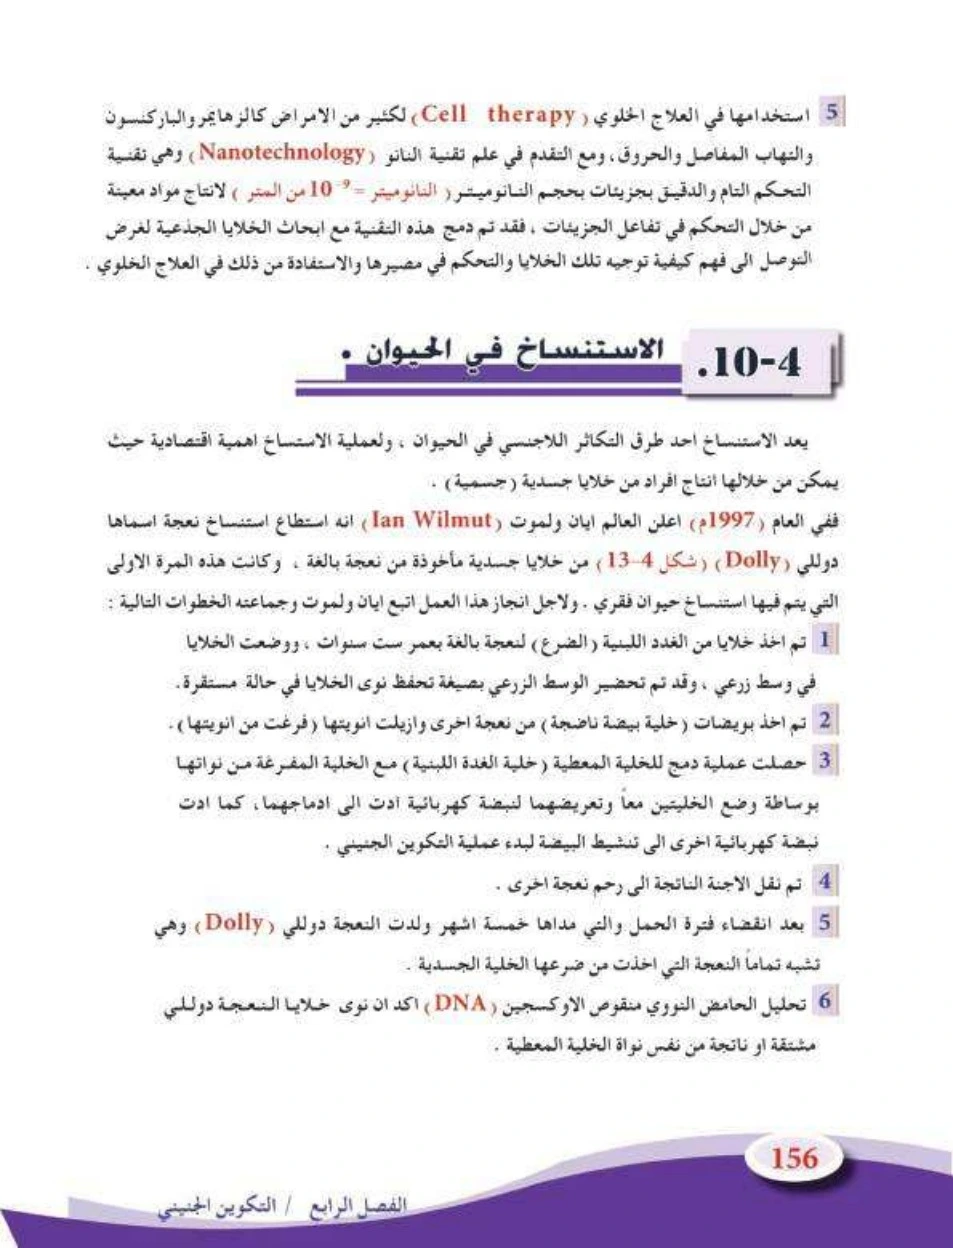 5 استخدامها في العلاج الخلوي (Cell therapy) لكثير من الامراض كالزهايمر والباركنسون
والتهاب المفاصل والحروق، ومع التقدم في علم تقنية النانو (Nanotechnology) وهي تقنية
التحكم التام والدقيق بجزيئات بحجم النانوميتر (النانوميتر = 10⁻⁹ من المتر) لانتاج مواد معينة
من خلال التحكم في تفاعل الجزيئات ، فقد تم دمج هذه التقنية مع ابحاث الخلايا الجذعية لغرض
التوصل الى فهم كيفية توجيه تلك الخلايا والتحكم في مصيرها والاستفادة من ذلك في العلاج الخلوي .
10-4. الاستنساخ في الحيوان .
يعد الاستنساخ احد طرق التكاثر اللاجنسي في الحيوان ، ولعملية الاستساخ اهمية اقتصادية حيث
يمكن من خلالها انتاج افراد من خلايا جسدية (جسمية) .
ففي العام (1997م) اعلن العالم ايان ولموت (Ian Wilmut) انه استطاع استنساخ نعجة اسماها
دوللي (Dolly) (شكل 4-13) من خلايا جسدية مأخوذة من نعجة بالغة ، وكانت هذه المرة الاولى
التي يتم فيها استنساخ حيوان فقري . ولاجل انجاز هذا العمل اتبع ايان ولموت وجماعته الخطوات التالية :
1 تم اخذ خلايا من الغدد اللبنية (الضرع) لنعجة بالغة بعمر ست سنوات ، ووضعت الخلايا
في وسط زرعي ، وقد تم تحضير الوسط الزرعي بصيغة تحفظ نوى الخلايا في حالة مستقرة.
2 تم اخذ بويضات (خلية بيضة ناضجة) من نعجة اخرى وازيلت انويتها (فرغت من انويتها).
3 حصلت عملية دمج للخلية المعطية (خلية الغدة اللبنية) مع الخلية المفرغة من نواتها
بوساطة وضع الخليتين معاً وتعريضهما لنبضة كهربائية ادت الى ادماجهما، كما ادت
نبضة كهربائية اخرى الى تنشيط البيضة لبدء عملية التكوين الجنيني .
4 تم نقل الاجنة الناتجة الى رحم نعجة اخرى .
5 بعد انقضاء فترة الحمل والتي مداها خمسة اشهر ولدت النعجة دوللي (Dolly) وهي
تشبه تماماً النعجة التي اخذت من ضرعها الخلية الجسدية .
6 تحليل الحامض النووي منقوص الاوكسجين (DNA) اكد ان نوى خلايا النعجة دوللي
مشتقة او ناتجة من نفس نواة الخلية المعطية .
156
الفصل الرابع / التكوين الجنيني